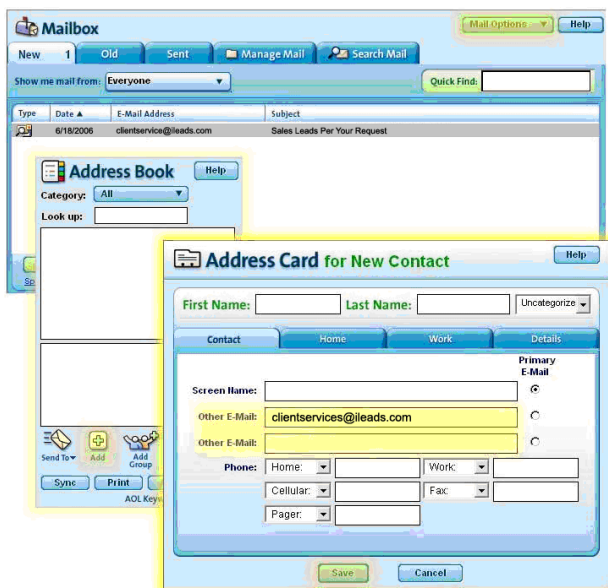 Mailbox
Mail Options
Help
New 1
Old
Sent
Manage Mail
Search Mail
Show me mail from: Everyone
Quick Find:
Type Date E-Mail Address Subject
6/18/2006 clientservice@ileads.com Sales Leads Per Your Request
Address Book
Help
Category: All
Look up:
Send To
Add
Add Group
Sync
Print
AOL
Address Card for New Contact
Help
First Name:
Last Name:
Uncategorize
Contact
Home
Work
Details
Primary E-Mail
Screen Name:
Other E-Mail: clientservices@ileads.com
Other E-Mail:
Phone: Home: Work:
Cellular: Fax:
Pager:
Save
Cancel